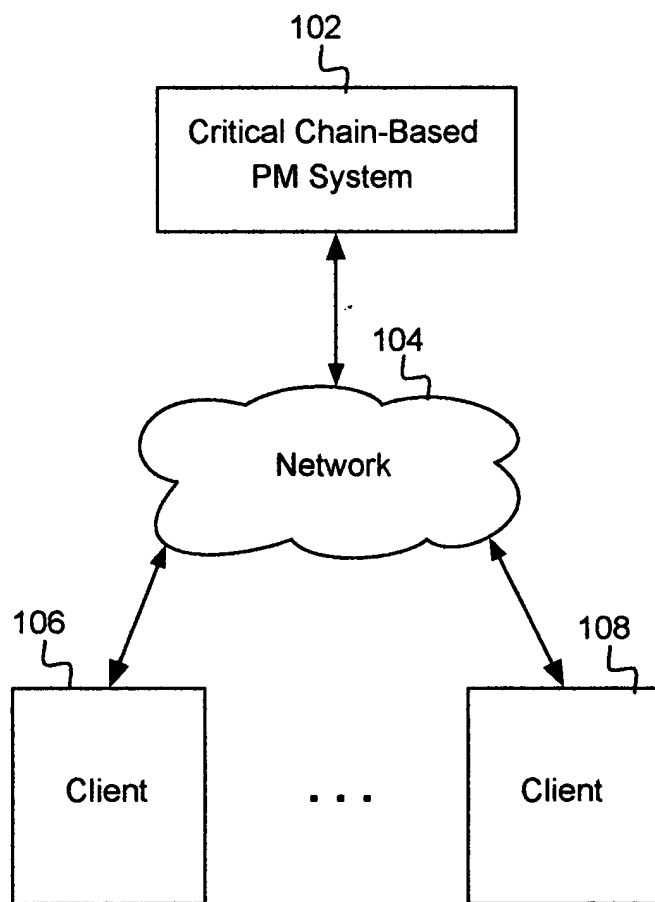 102
Critical Chain-Based
PM System
104
Network
106
108
Client
. . .
Client